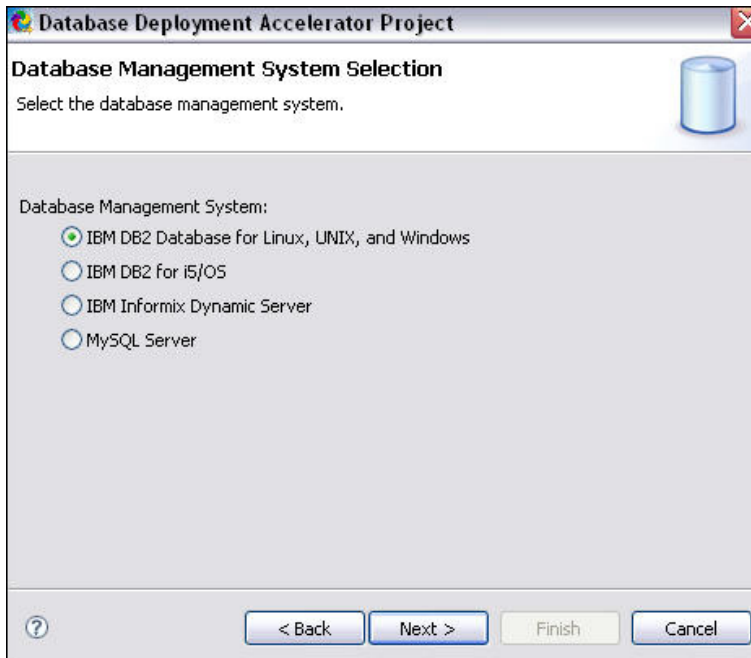 Database Deployment Accelerator Project
Database Management System Selection
Select the database management system.
Database Management System:
IBM DB2 Database for Linux, UNIX, and Windows
IBM DB2 for i5/OS
IBM Informix Dynamic Server
MySQL Server
? < Back Next > Finish Cancel